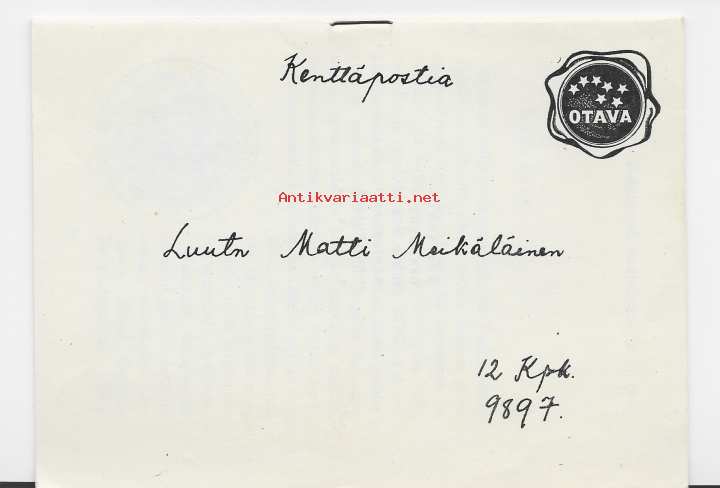 Kenttäpostia
OTAVA
Antikvariaatti.net
Luutn Matti Meikäläinen
12 Kpk.
9897.